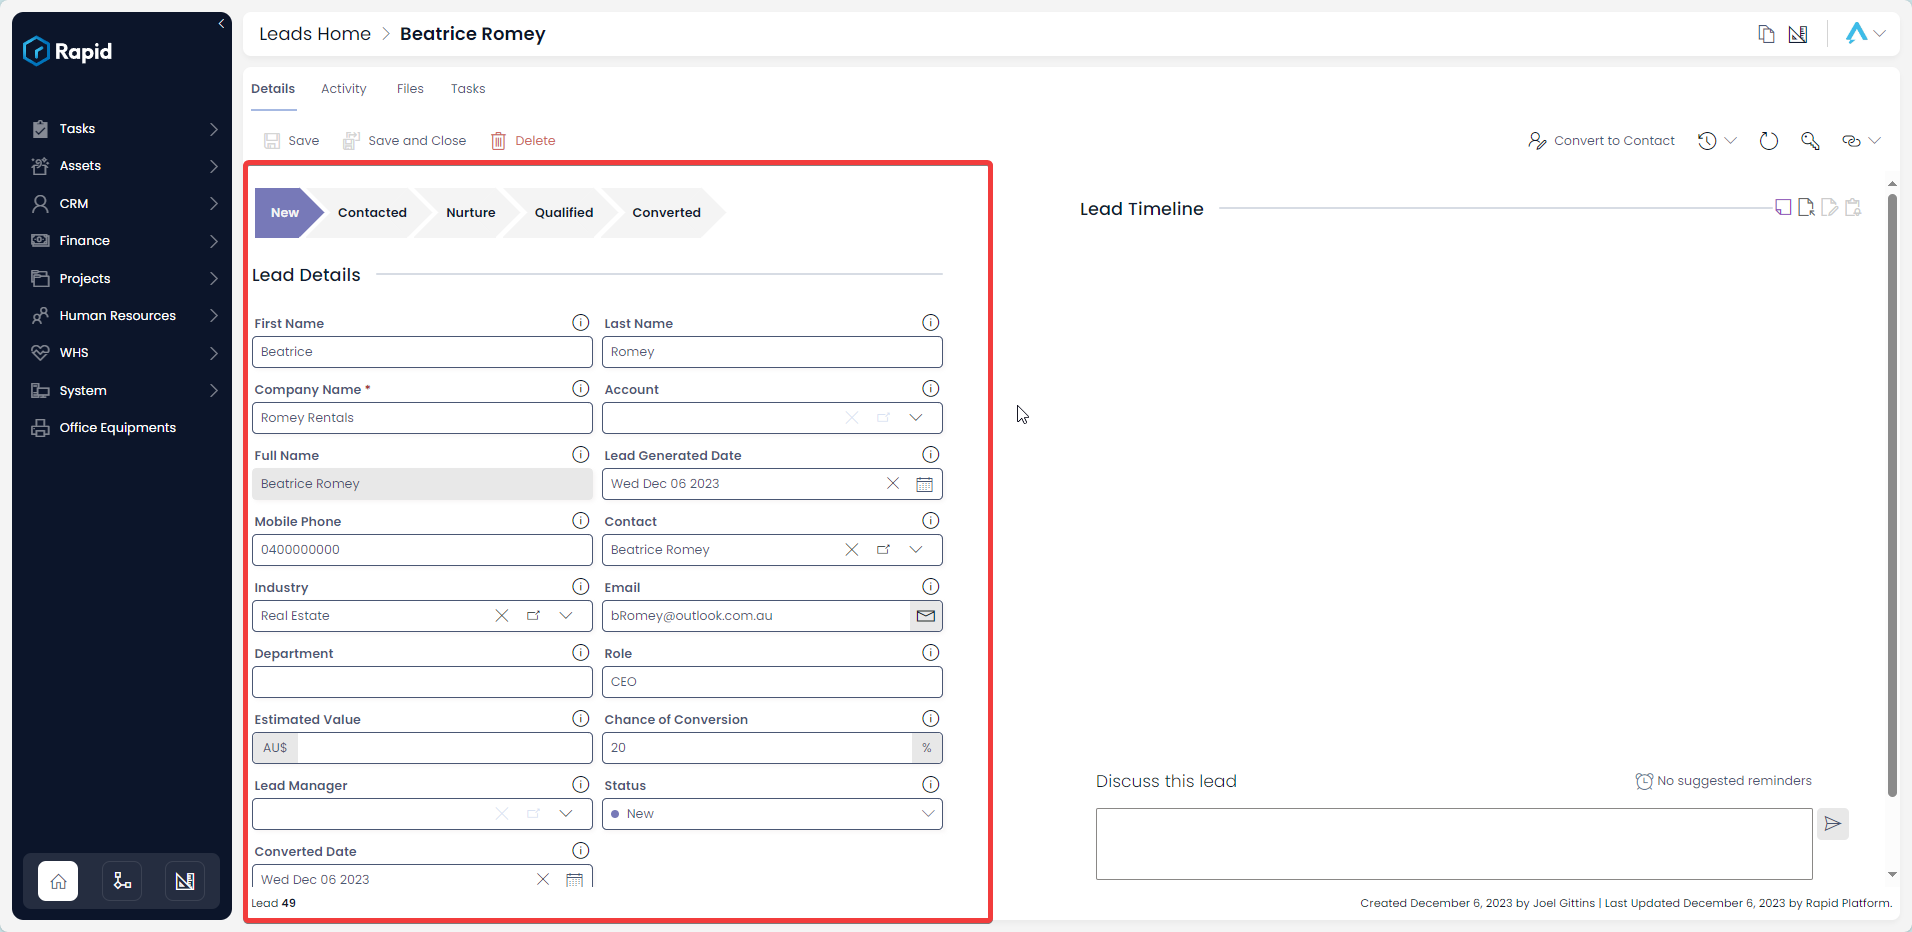 Rapid
Leads Home > Beatrice Romey
Tasks
Assets
CRM
Finance
Projects
Human Resources
WHS
System
Office Equipments
Details Activity Files Tasks
Save Save and Close Delete
Convert to Contact
New Contacted Nurture Qualified Converted
Lead Details
First Name Last Name
Beatrice Romey
Company Name * Account
Romey Rentals
Full Name Lead Generated Date
Beatrice Romey Wed Dec 06 2023
Mobile Phone Contact
0400000000 Beatrice Romey
Industry Email
Real Estate bRomey@outlook.com.au
Department Role
CEO
Estimated Value Chance of Conversion
AU$ 20 %
Lead Manager Status
New
Converted Date
Wed Dec 06 2023
Lead 49
Lead Timeline
Discuss this lead No suggested reminders
Created December 6, 2023 by Joel Gittins | Last Updated December 6, 2023 by Rapid Platform.